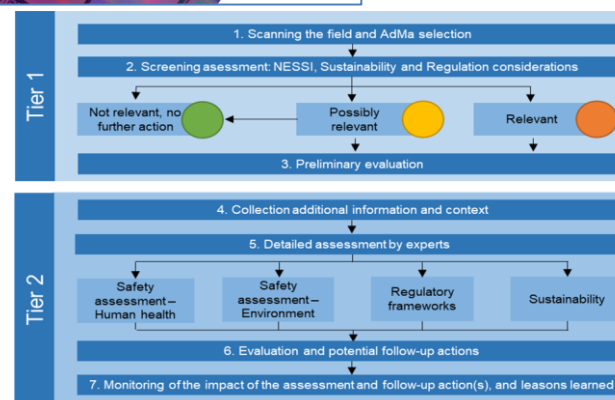 Tier 1
1. Scanning the field and AdMa selection
2. Screening asessment: NESSI, Sustainability and Regulation considerations
Not relevant, no
further action
Possibly
relevant
Relevant
3. Preliminary evaluation
Tier 2
4. Collection additional information and context
5. Detailed assessment by experts
Safety
assessment–
Human health
Safety
assessment–
Environment
Regulatory
frameworks
Sustainability
6. Evaluation and potential follow-up actions
7. Monitoring of the impact of the assessment and follow-up action(s), and leasons learned